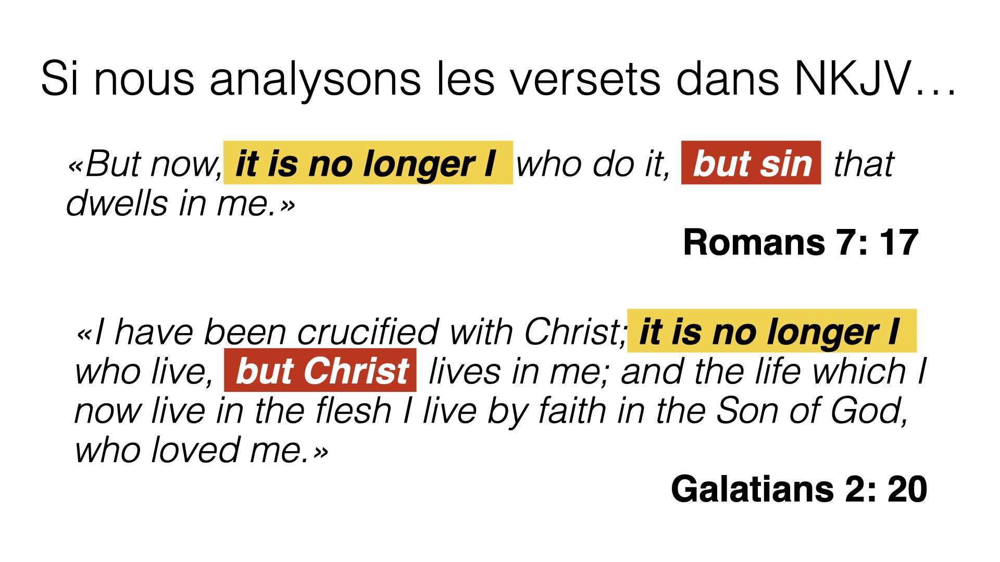 Si nous analysons les versets dans NKJV...
«But now, it is no longer I who do it, but sin that
dwells in me.»
Romans 7: 17
«I have been crucified with Christ; it is no longer I
who live, but Christ lives in me; and the life which I
now live in the flesh I live by faith in the Son of God,
who loved me.»
Galatians 2: 20